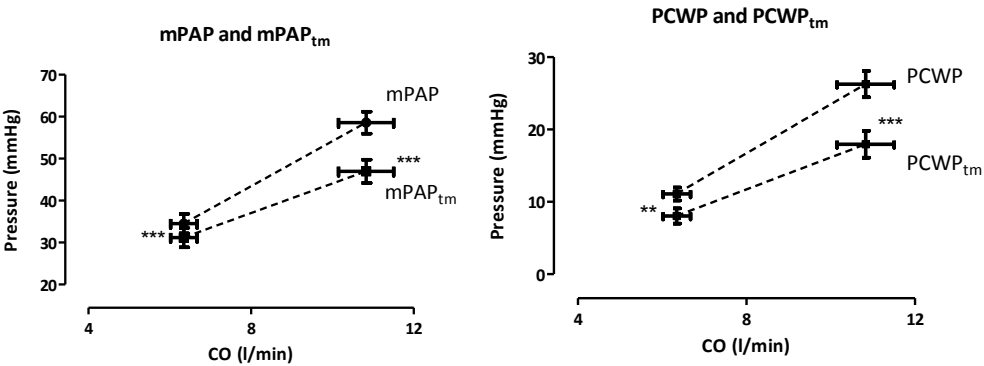 mPAP and mPAPtm
Pressure (mmHg)
70
60
50
40
30
20
mPAP
***
mPAPtm
***
4
8
12
CO (l/min)
PCWP and PCWPtm
Pressure (mmHg)
30
20
10
0
PCWP
***
PCWPtm
**
4
8
12
CO (l/min)